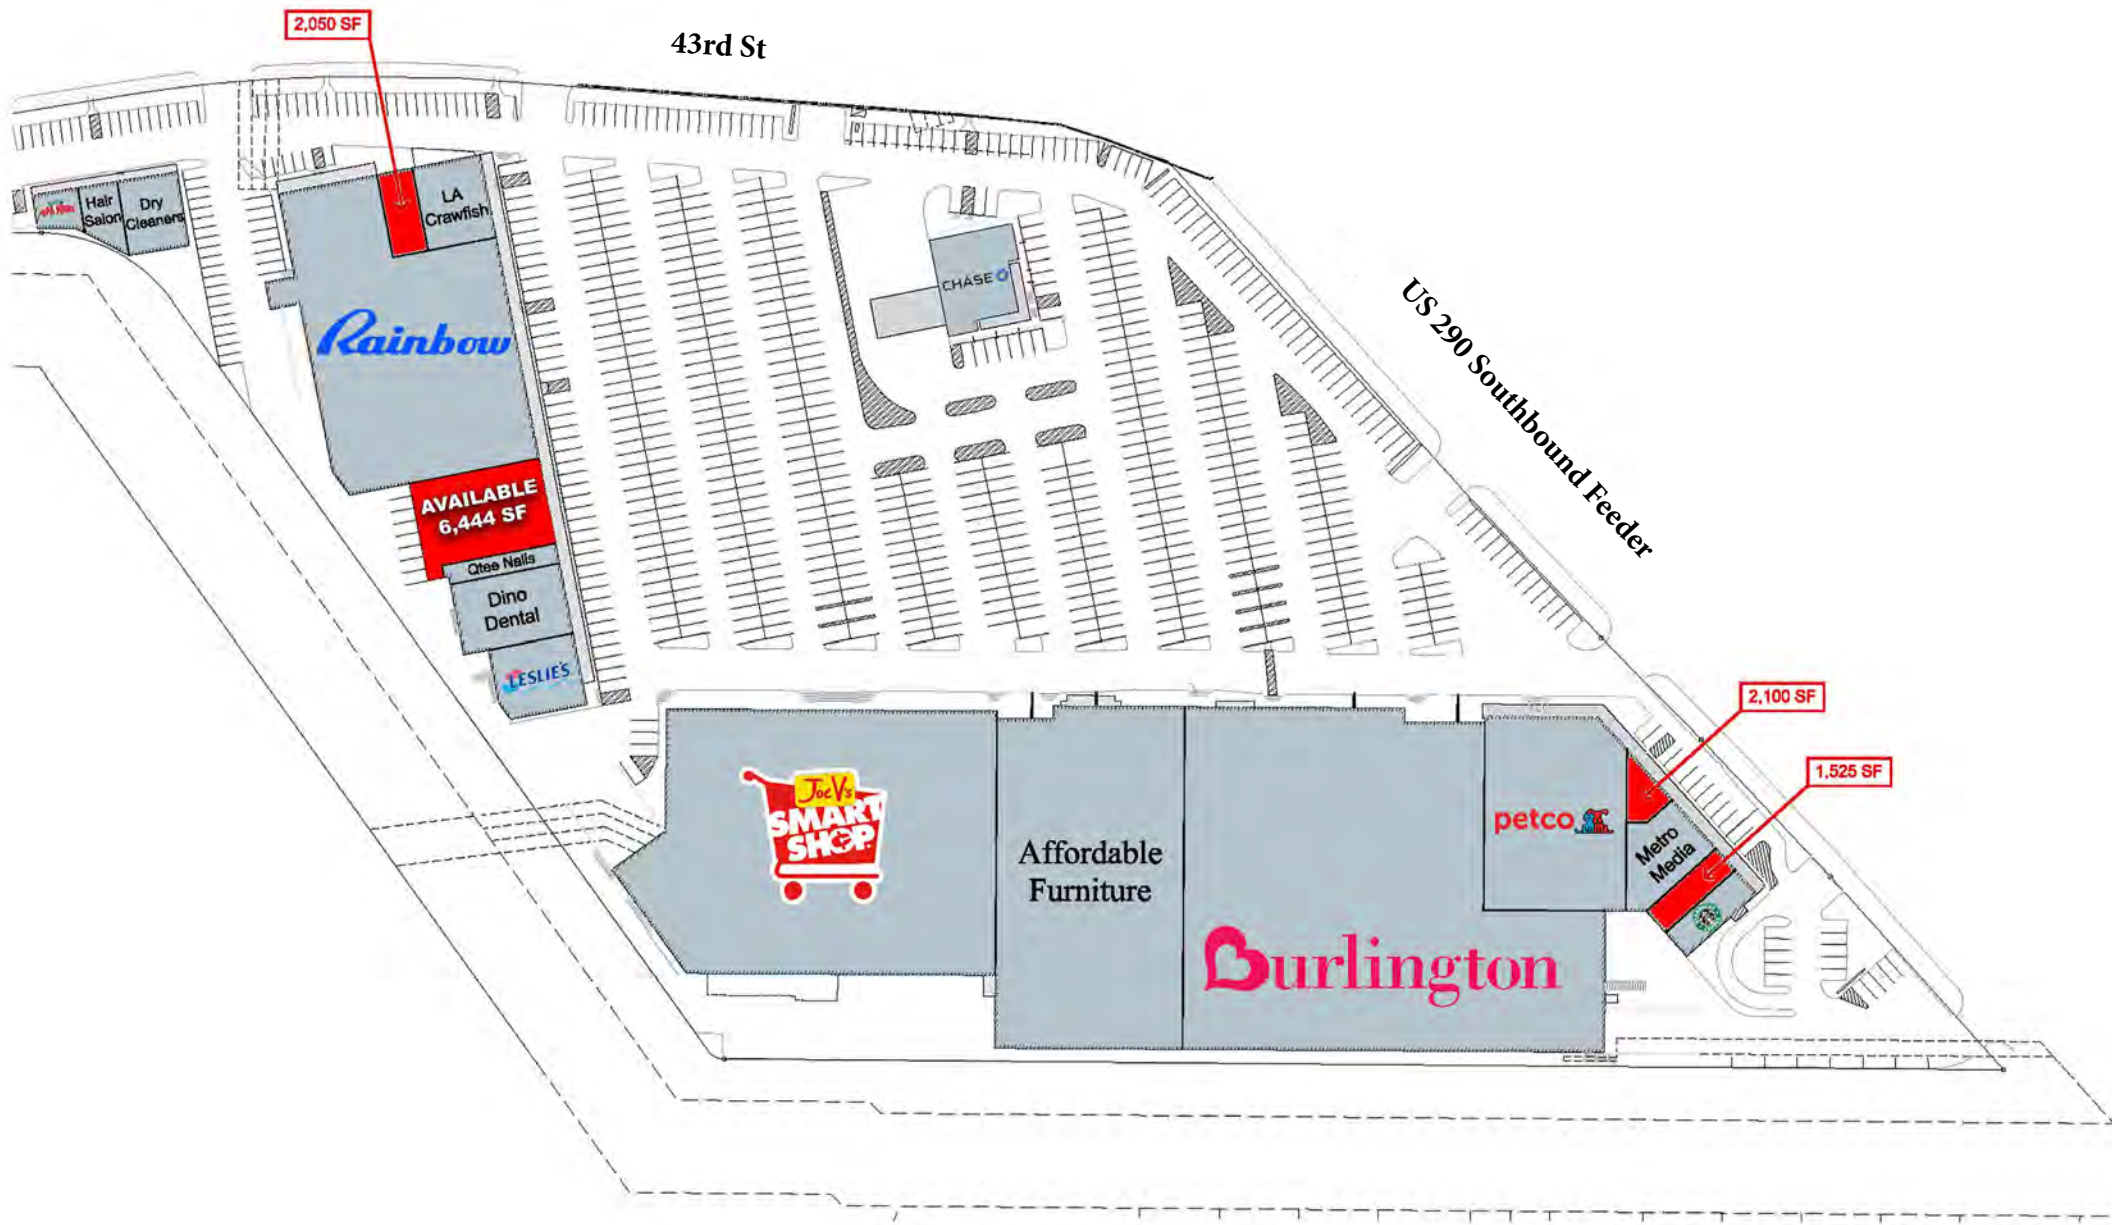 2,050 SF
43rd St
US 290 Southbound Feeder
Hair
Salon
Dry
Cleaners
LA
Crawfish
Rainbow
CHASE
AVAILABLE
6,444 SF
Qtee Nails
Dino
Dental
LESLIE'S
2,100 SF
1,525 SF
Joe V's
SMART
SHOP
Affordable
Furniture
Burlington
petco
Metro
Media